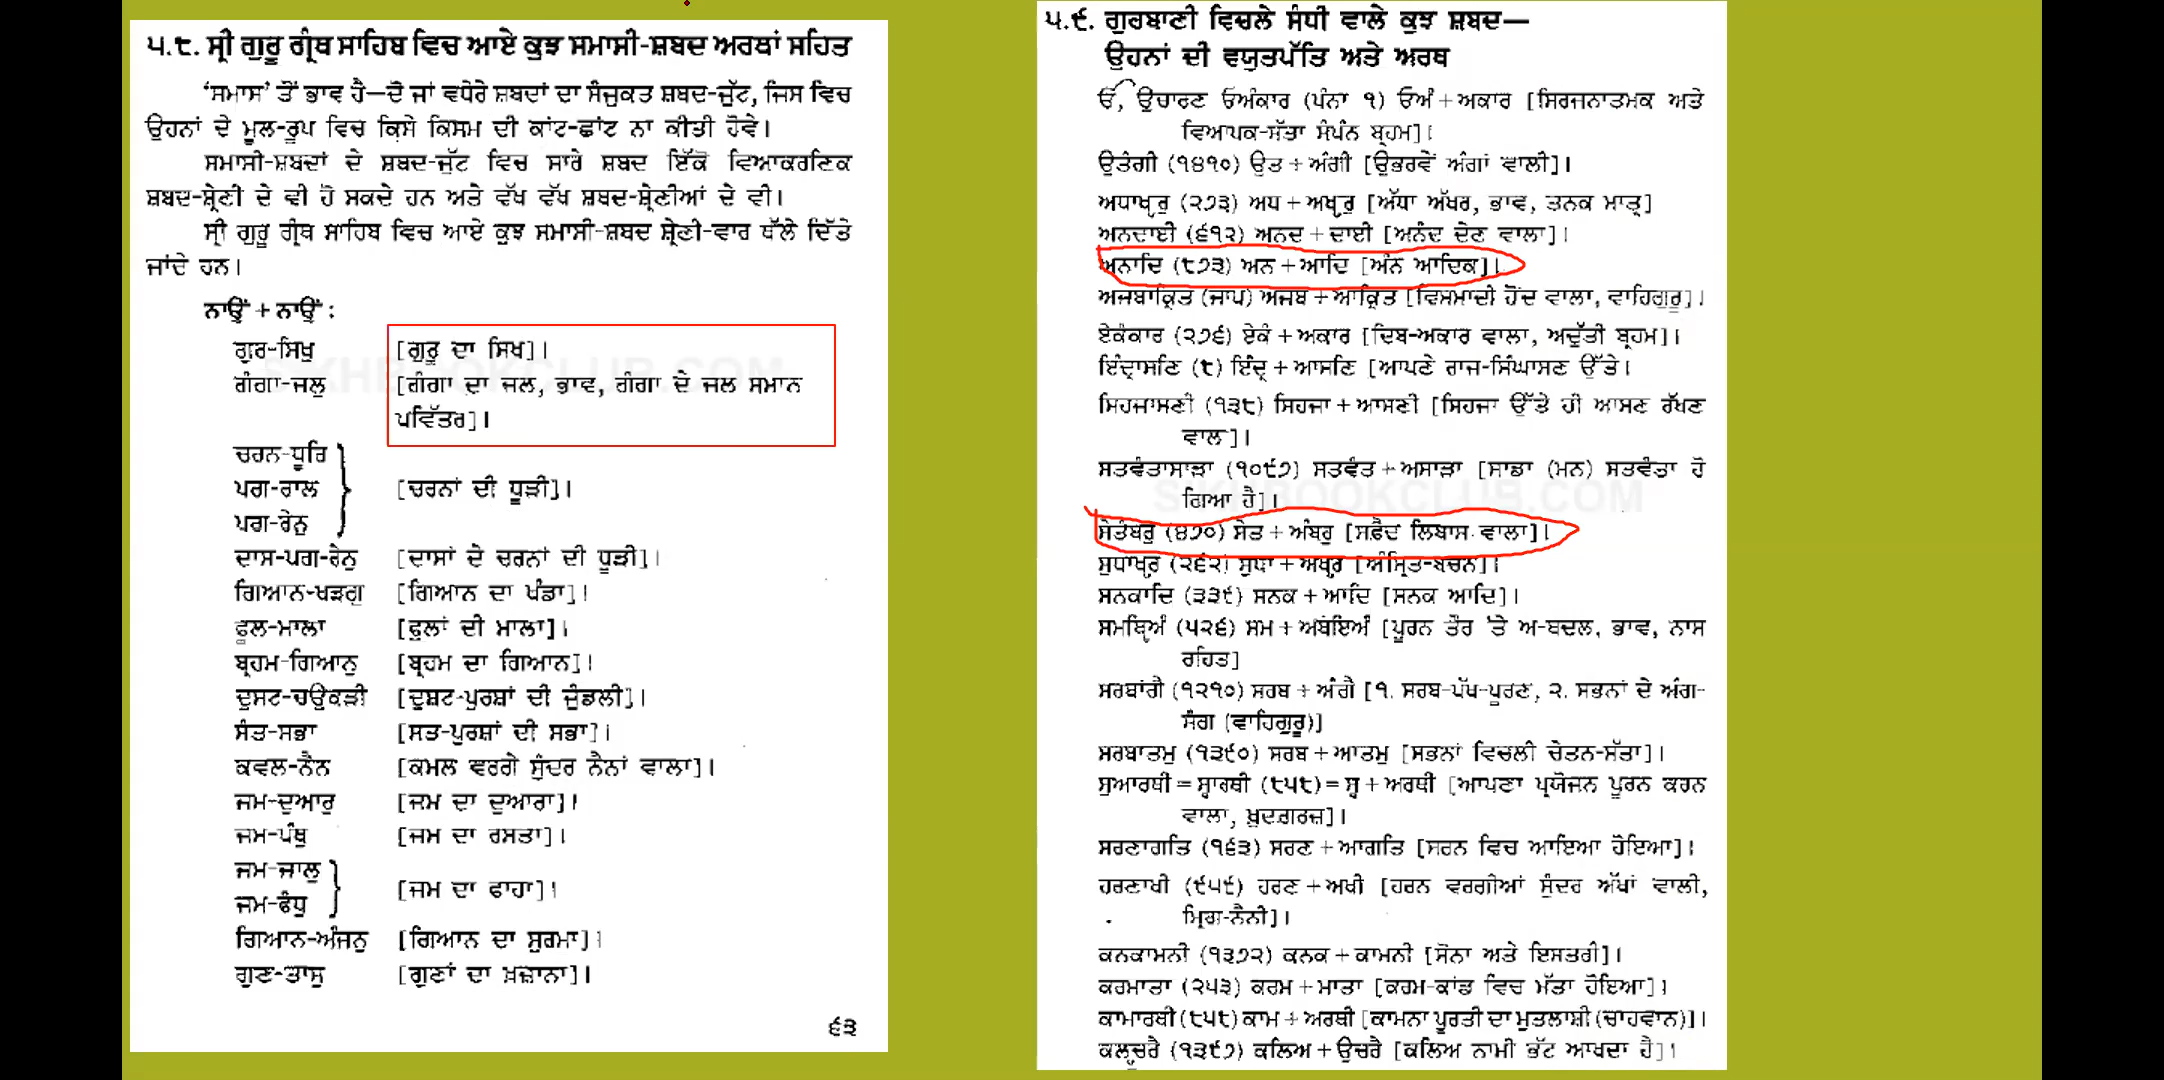 ੫.੮. ਸ੍ਰੀ ਗੁਰੂ ਗ੍ਰੰਥ ਸਾਹਿਬ ਵਿਚ ਆਏ ਕੁਝ ਸਮਾਸੀ-ਸ਼ਬਦ ਅਰਥਾਂ ਸਹਿਤ
'ਸਮਾਸ' ਤੋਂ ਭਾਵ ਹੈ—ਦੋ ਜਾਂ ਵਧੇਰੇ ਸ਼ਬਦਾਂ ਦਾ ਸੰਜੁਕਤ ਸ਼ਬਦ-ਜੁੱਟ, ਜਿਸ ਵਿਚ
ਉਹਨਾਂ ਦੇ ਮੂਲ-ਰੂਪ ਵਿਚ ਕਿਸੇ ਕਿਸਮ ਦੀ ਕਾਂਟ-ਛਾਂਟ ਨਾ ਕੀਤੀ ਹੋਵੇ।
ਸਮਾਸੀ-ਸ਼ਬਦਾਂ ਦੇ ਸ਼ਬਦ-ਜੁੱਟ ਵਿਚ ਸਾਰੇ ਸ਼ਬਦ ਇੱਕੋ ਵਿਆਕਰਣਿਕ
ਸ਼ਬਦ-ਸ਼੍ਰੇਣੀ ਦੇ ਵੀ ਹੋ ਸਕਦੇ ਹਨ ਅਤੇ ਵੱਖ ਵੱਖ ਸ਼ਬਦ-ਸ਼੍ਰੇਣੀਆਂ ਦੇ ਵੀ।
ਸ੍ਰੀ ਗੁਰੂ ਗ੍ਰੰਥ ਸਾਹਿਬ ਵਿਚ ਆਏ ਕੁਝ ਸਮਾਸੀ-ਸ਼ਬਦ ਸ਼੍ਰੇਣੀ-ਵਾਰ ਥੱਲੇ ਦਿੱਤੇ
ਜਾਂਦੇ ਹਨ।
ਨਾਉਂ + ਨਾਉਂ :
ਗੁਰ-ਸਿਖੁ [ਗੁਰੂ ਦਾ ਸਿਖ]।
ਗੰਗਾ-ਜਲੁ [ਗੰਗਾ ਦਾ ਜਲ, ਭਾਵ, ਗੰਗਾ ਦੇ ਜਲ ਸਮਾਨ
ਪਵਿੱਤਰ]।
ਚਰਨ-ਧੂਰਿ
ਪਗ-ਰਾਲ [ਚਰਨਾਂ ਦੀ ਧੂੜੀ]।
ਪਗ-ਰੇਨੁ
ਦਾਸ-ਪਗ-ਰੇਨੁ [ਦਾਸਾਂ ਦੇ ਚਰਨਾਂ ਦੀ ਧੂੜੀ]।
ਗਿਆਨ-ਖੜਗੁ [ਗਿਆਨ ਦਾ ਖੰਡਾ]।
ਫੂਲ-ਮਾਲਾ [ਫੁਲਾਂ ਦੀ ਮਾਲਾ]।
ਬ੍ਰਹਮ-ਗਿਆਨੁ [ਬ੍ਰਹਮ ਦਾ ਗਿਆਨ]।
ਦੁਸਟ-ਚਉਕੜੀ [ਦੁਸ਼ਟ-ਪੁਰਸ਼ਾਂ ਦੀ ਜੁੰਡਲੀ]।
ਸੰਤ-ਸਭਾ [ਸਤ-ਪੁਰਸ਼ਾਂ ਦੀ ਸਭਾ]।
ਕਵਲ-ਨੈਨ [ਕਮਲ ਵਰਗੇ ਸੁੰਦਰ ਨੈਨਾਂ ਵਾਲਾ]।
ਜਮ-ਦੁਆਰੁ [ਜਮ ਦਾ ਦੁਆਰਾ]।
ਜਮ-ਪੰਥੁ [ਜਮ ਦਾ ਰਸਤਾ]।
ਜਮ-ਜਾਲੁ
[ਜਮ ਦਾ ਫਾਹਾ]।
ਜਮ-ਫੰਧੁ
ਗਿਆਨ-ਅੰਜਨੁ [ਗਿਆਨ ਦਾ ਸੁਰਮਾ]।
ਗੁਣ-ਤਾਸੁ [ਗੁਣਾਂ ਦਾ ਖ਼ਜ਼ਾਨਾ]।
੬੩
੫.੯. ਗੁਰਬਾਣੀ ਵਿਚਲੇ ਸੰਧੀ ਵਾਲੇ ਕੁਝ ਸ਼ਬਦ—
ਉਹਨਾਂ ਦੀ ਵਯੁਤਪੱਤਿ ਅਤੇ ਅਰਥ
ੴ, ਉਚਾਰਣ ਓਅੰਕਾਰ (ਪੰਨਾ ੧) ਓਅੰ + ਅਕਾਰ [ਸਿਰਜਨਾਤਮਕ ਅਤੇ
ਵਿਆਪਕ-ਸੱਤਾ ਸੰਪੰਨ ਬ੍ਰਹਮ]।
ਉਤੰਗੀ (੧੪੧੦) ਉਤ + ਅੰਗੀ [ਉਭਰਵੇਂ ਅੰਗਾਂ ਵਾਲੀ]।
ਅਧਾਖ੍ਰੁ (੨੭੩) ਅਧ + ਅਖ੍ਰੁ [ਅੱਧਾ ਅੱਖਰ, ਭਾਵ, ਤਨਕ ਮਾਤ੍ਰ]
ਅਨਦਾਈ (੬੧੨) ਅਨਦ + ਦਾਈ [ਅਨੰਦ ਦੇਣ ਵਾਲਾ]।
ਅਨਾਦਿ (੮੭੩) ਅਨ + ਆਦਿ [ਅੰਨ ਆਦਿਕ]।
ਅਜਬਾਕ੍ਰਿਤ (ਜਾਪੁ) ਅਜਬ + ਆਕ੍ਰਿਤ [ਵਿਸਮਾਦੀ ਹੋਂਦ ਵਾਲਾ, ਵਾਹਿਗੁਰੂ]।
ਏਕੰਕਾਰ (੨੭੬) ਏਕੰ + ਅਕਾਰ [ਦਿਬ-ਅਕਾਰ ਵਾਲਾ, ਅਦੁੱਤੀ ਬ੍ਰਹਮ]।
ਇੰਦ੍ਰਾਸਣਿ (੮) ਇੰਦ੍ਰ + ਆਸਣਿ [ਆਪਣੇ ਰਾਜ-ਸਿੰਘਾਸਣ ਉੱਤੇ।
ਸਿਹਜਾਸਣੀ (੧੩੮) ਸਿਹਜਾ + ਆਸਣੀ [ਸਿਹਜਾ ਉੱਤੇ ਹੀ ਆਸਣ ਰੱਖਣ
ਵਾਲਾ]।
ਸਤਵੰਤਾਸਾੜਾ (੧੦੯੭) ਸਤਵੰਤ + ਅਸਾੜਾ [ਸਾਡਾ (ਮਨ) ਸਤਵੰਤਾ ਹੋ
ਗਿਆ ਹੈ]।
ਸੇਤੰਬਰੁ (੪੭੦) ਸੇਤ + ਅੰਬਰੁ [ਸਫੈਦ ਲਿਬਾਸ ਵਾਲਾ]।
ਸੁਧਾਖ੍ਰੁ (੨੬੨) ਸੁਧਾ + ਅਖ੍ਰੁ [ਅੰਮ੍ਰਿਤ-ਬਚਨ]।
ਸਨਕਾਦਿ (੩੩੯) ਸਨਕ + ਆਦਿ [ਸਨਕ ਆਦਿ]।
ਸਮਬ੍ਯਿਅੰ (੫੨੬) ਸਮ + ਅਬਯਿਅੰ [ਪੂਰਨ ਤੌਰ 'ਤੇ ਅ-ਬਦਲ, ਭਾਵ, ਨਾਸ
ਰਹਿਤ]
ਸਰਬਾਂਗੈ (੧੨੧੦) ਸਰਬ + ਅੰਗੈ [੧. ਸਰਬ-ਪੱਖ-ਪੂਰਣ, ੨. ਸਭਨਾਂ ਦੇ ਅੰਗ-
ਸੰਗ (ਵਾਹਿਗੁਰੂ)]
ਸਰਬਾਤਮੁ (੧੩੯੦) ਸਰਬ + ਆਤਮੁ [ਸਭਨਾਂ ਵਿਚਲੀ ਚੇਤਨ-ਸੱਤਾ]।
ਸੁਆਰਥੀ = ਸ੍ਵਾਰਥੀ (੮੫੮) = ਸ੍ਵ + ਅਰਥੀ [ਆਪਣਾ ਪ੍ਰਯੋਜਨ ਪੂਰਨ ਕਰਨ
ਵਾਲਾ, ਖ਼ੁਦਗਰਜ਼]।
ਸਰਣਾਗਤਿ (੧੬੩) ਸਰਣ + ਆਗਤਿ [ਸਰਨ ਵਿਚ ਆਇਆ ਹੋਇਆ]।
ਹਰਣਾਖੀ (੯੫੯) ਹਰਣ + ਅਖੀ [ਹਰਨ ਵਰਗੀਆਂ ਸੁੰਦਰ ਅੱਖਾਂ ਵਾਲੀ,
ਮ੍ਰਿਗ-ਨੈਨੀ]।
ਕਨਕਾਮਨੀ (੧੩੭੨) ਕਨਕ + ਕਾਮਨੀ [ਸੋਨਾ ਅਤੇ ਇਸਤਰੀ]।
ਕਰਮਾਤਾ (੨੫੩) ਕਰਮ + ਮਾਤਾ [ਕਰਮ-ਕਾਂਡ ਵਿਚ ਮੱਤਾ ਹੋਇਆ]।
ਕਾਮਾਰਥੀ (੮੫੮) ਕਾਮ + ਅਰਥੀ [ਕਾਮਨਾ ਪੂਰਤੀ ਦਾ ਮੁਤਲਾਸ਼ੀ (ਚਾਹਵਾਨ)]।
ਕਲ੍ਹੁਚਰੈ (੧੩੯੭) ਕਲਿਅ + ਉਚਰੈ [ਕਲਿਅ ਨਾਮੀ ਭੱਟ ਆਖਦਾ ਹੈ]।